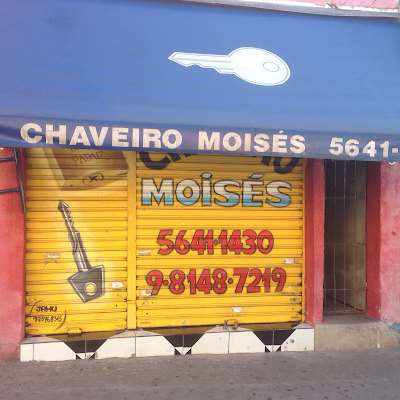 CHAVEIRO MOISÉS 5641-
MOISÉS
5641-1430
9-8148-7219